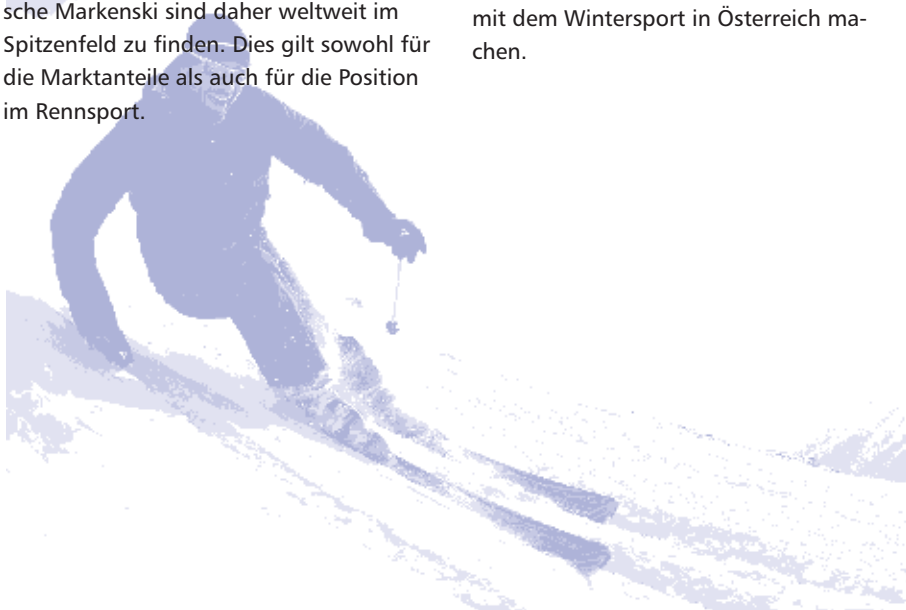 sche Markenski sind daher weltweit im
Spitzenfeld zu finden. Dies gilt sowohl für
die Marktanteile als auch für die Position
im Rennsport.
mit dem Wintersport in Österreich ma-
chen.